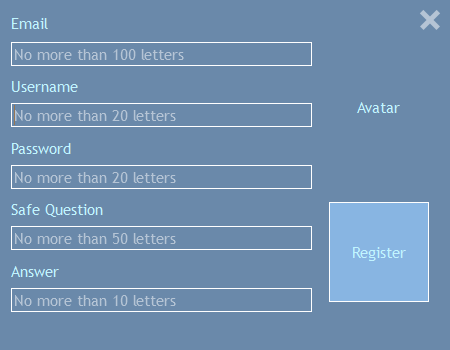 Email
No more than 100 letters
Username
No more than 20 letters
Avatar
Password
No more than 20 letters
Safe Question
No more than 50 letters
Register
Answer
No more than 10 letters